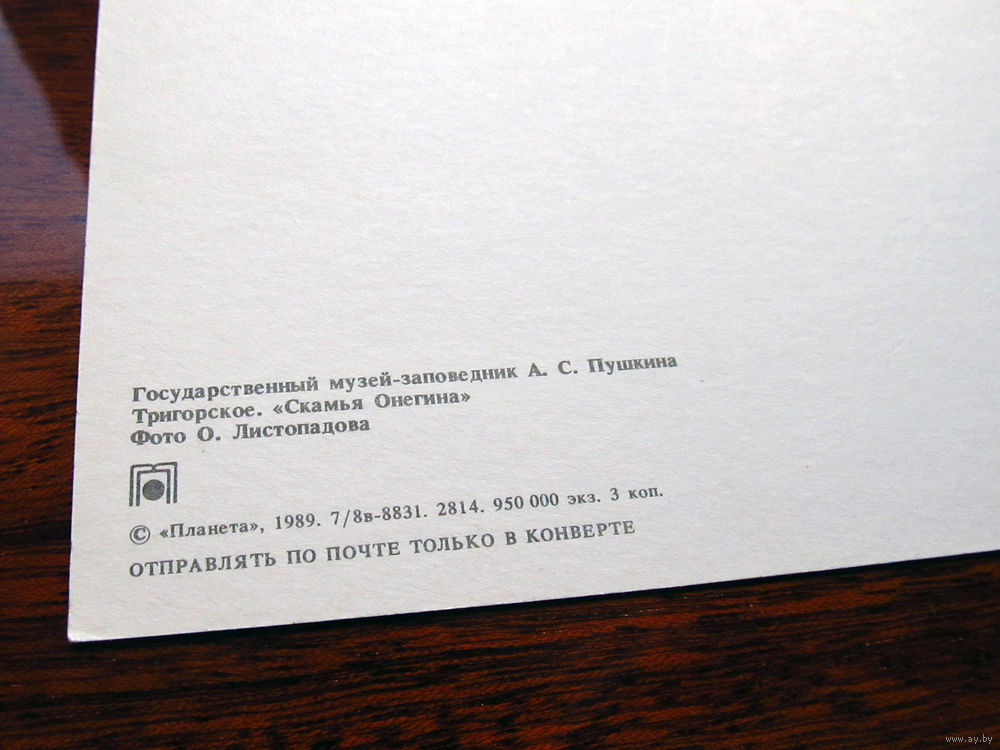 Государственный музей-заповедник А. С. Пушкина
Тригорское. «Скамья Онегина»
Фото О. Листопадова
© «Планета», 1989. 7/8в-8831. 2814. 950 000 экз. 3 коп.
ОТПРАВЛЯТЬ ПО ПОЧТЕ ТОЛЬКО В КОНВЕРТЕ
www.ay.by